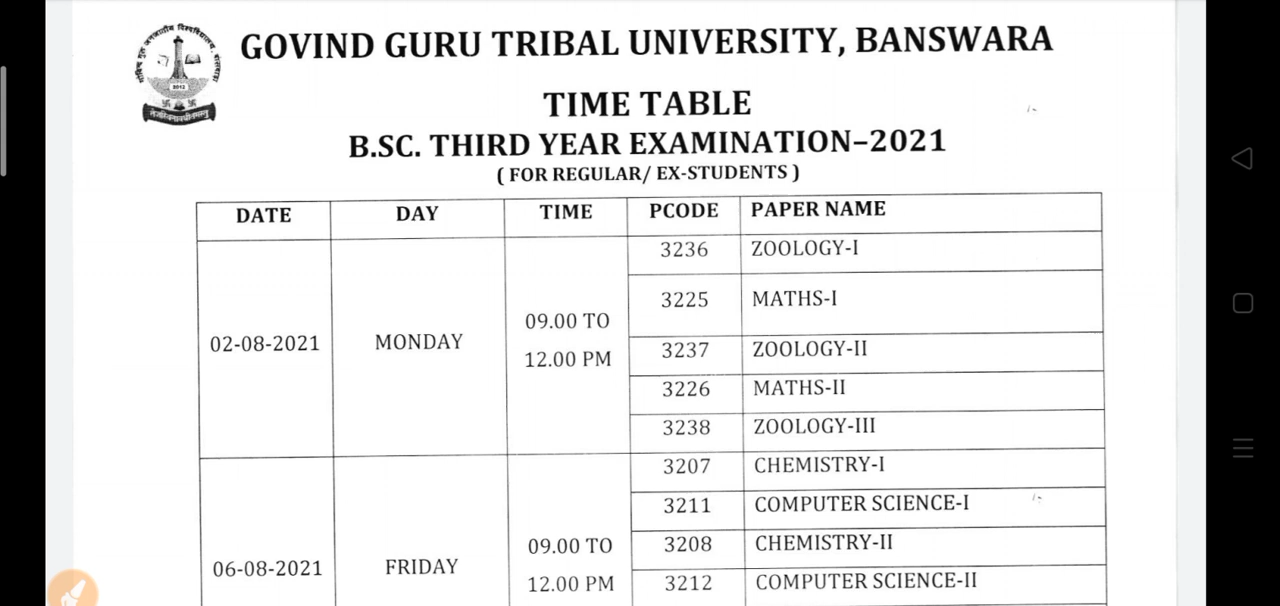 GOVIND GURU TRIBAL UNIVERSITY, BANSWARA
2012
TIME TABLE
B.SC. THIRD YEAR EXAMINATION–2021
( FOR REGULAR/ EX-STUDENTS )
DATE DAY TIME PCODE PAPER NAME
02-08-2021 MONDAY 09.00 TO 12.00 PM
3236 ZOOLOGY-I
3225 MATHS-I
3237 ZOOLOGY-II
3226 MATHS-II
3238 ZOOLOGY-III
06-08-2021 FRIDAY 09.00 TO 12.00 PM
3207 CHEMISTRY-I
3211 COMPUTER SCIENCE-I
3208 CHEMISTRY-II
3212 COMPUTER SCIENCE-II